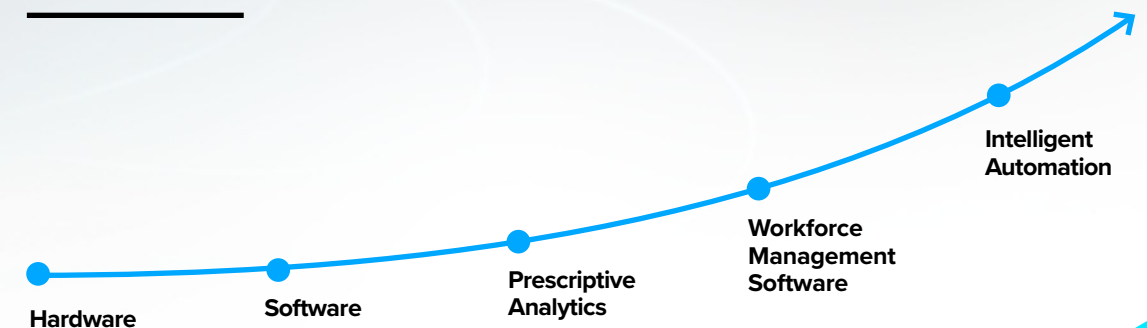 Hardware
Software
Prescriptive
Analytics
Workforce
Management
Software
Intelligent
Automation